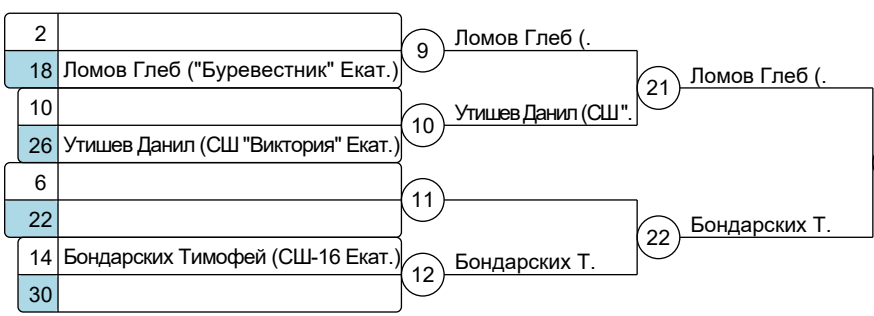 2
18 Ломов Глеб ("Буревестник" Екат.)
10
26 Утишев Данил (СШ "Виктория" Екат.)
6
22
14 Бондарских Тимофей (СШ-16 Екат.)
30
9 Ломов Глеб (.
10 Утишев Данил (СШ ".
11
12 Бондарских Т.
21 Ломов Глеб (.
22 Бондарских Т.